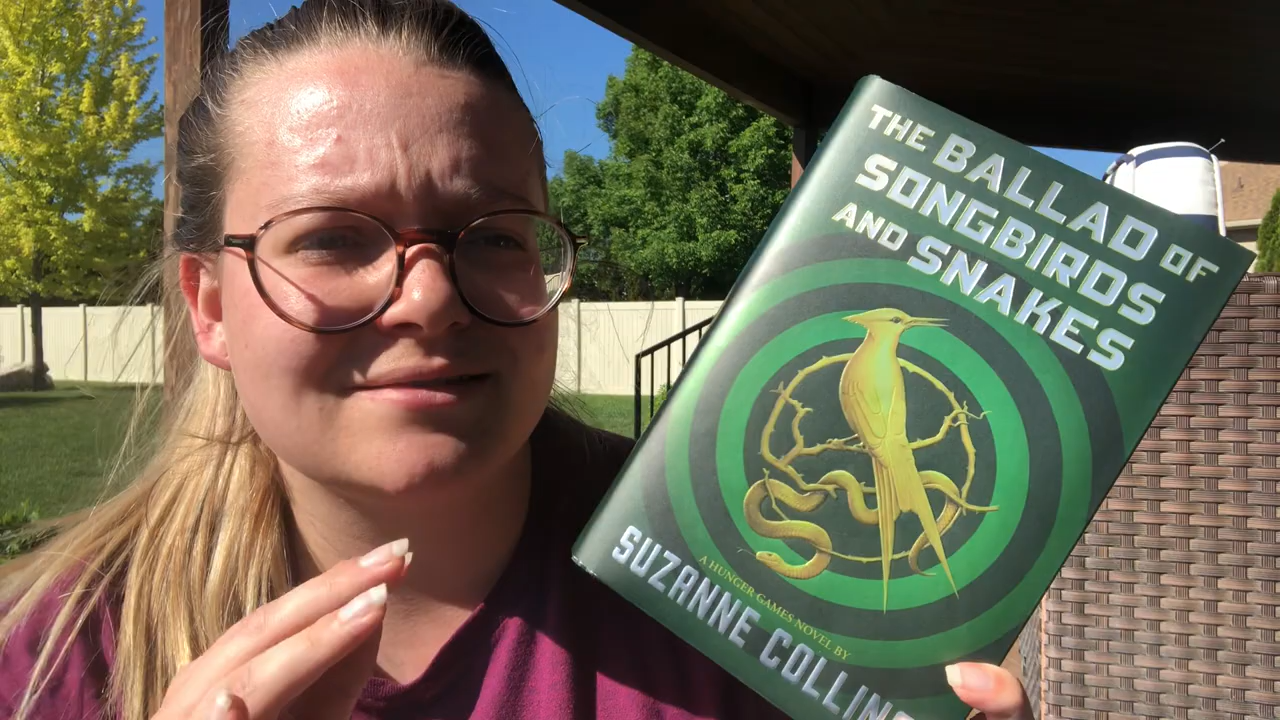 THE BALLAD OF
SONGBIRDS
AND SNAKES
A HUNGER GAMES NOVEL BY
SUZANNE COLLINS